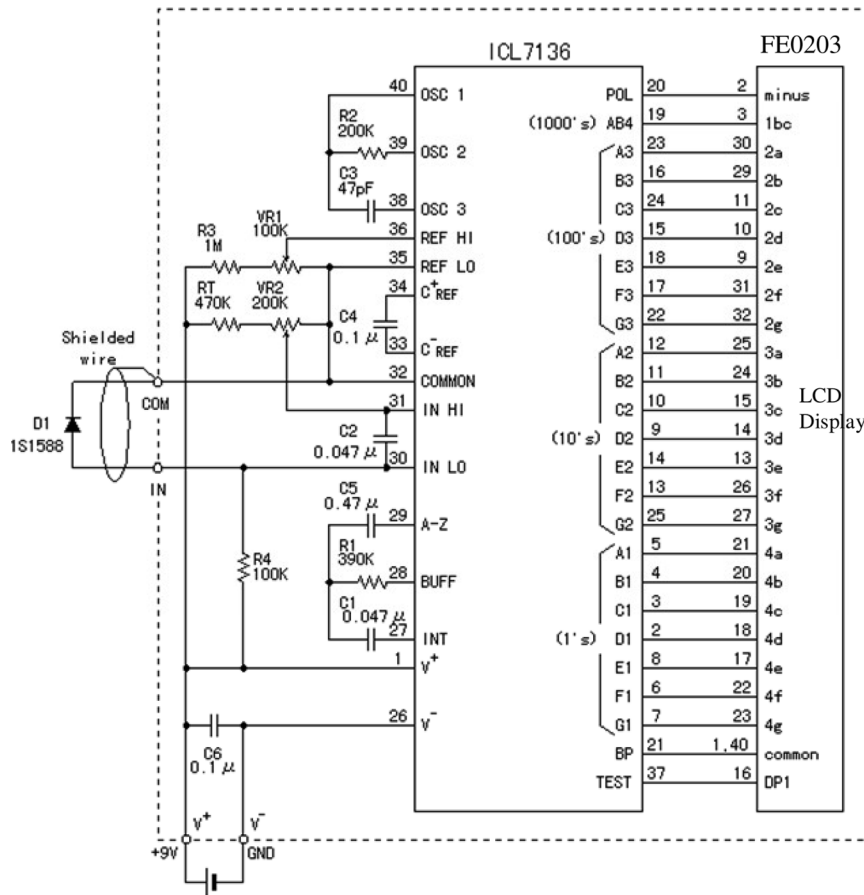 FE0203
ICL7136
40 OSC 1
R2
200K
39 OSC 2
C3
47pF
38 OSC 3
36 REF HI
R3
1M
VR1
100K
35 REF LO
RT
470K
VR2
200K
34 C+REF
C4
0.1μ
33 C-REF
Shielded
wire
32 COMMON
COM
31 IN HI
D1
1S1588
C2
0.047μ
30 IN LO
IN
C5
0.47μ
29 A-Z
R1
390K
28 BUFF
R4
100K
C1
0.047μ
27 INT
1 V+
26 V-
C6
0.1μ
V+ V-
+9V GND
POL 20 2 minus
(1000's) AB4 19 3 1bc
A3 23 30 2a
B3 16 29 2b
C3 24 11 2c
(100's) D3 15 10 2d
E3 18 9 2e
F3 17 31 2f
G3 22 32 2g
A2 12 25 3a
B2 11 24 3b
C2 10 15 3c
(10's) D2 9 14 3d
E2 14 13 3e
F2 13 26 3f
G2 25 27 3g
A1 5 21 4a
B1 4 20 4b
C1 3 19 4c
(1's) D1 2 18 4d
E1 8 17 4e
F1 6 22 4f
G1 7 23 4g
BP 21 1.40 common
TEST 37 16 DP1
LCD
Display